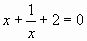 x + 1/x + 2 = 0